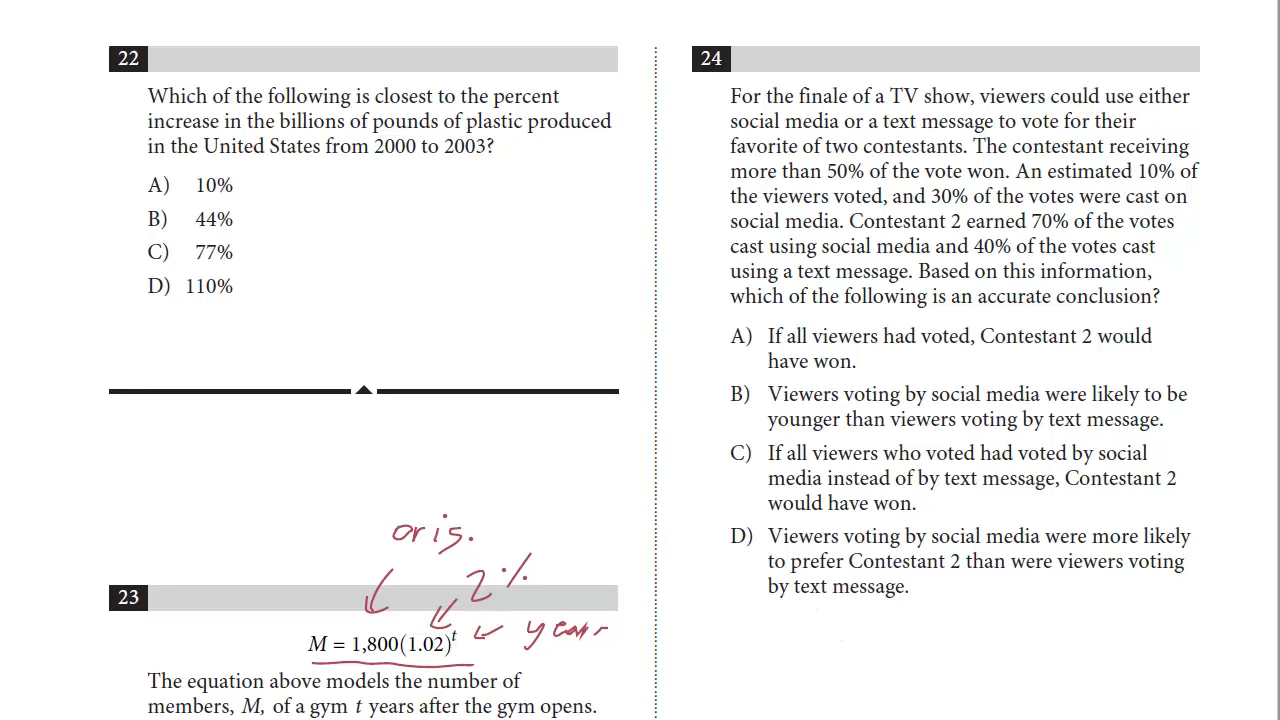 22
Which of the following is closest to the percent
increase in the billions of pounds of plastic produced
in the United States from 2000 to 2003?
A) 10%
B) 44%
C) 77%
D) 110%
orig.
2%
years
23
M = 1,800(1.02)^t
The equation above models the number of
members, M, of a gym t years after the gym opens.
24
For the finale of a TV show, viewers could use either
social media or a text message to vote for their
favorite of two contestants. The contestant receiving
more than 50% of the vote won. An estimated 10% of
the viewers voted, and 30% of the votes were cast on
social media. Contestant 2 earned 70% of the votes
cast using social media and 40% of the votes cast
using a text message. Based on this information,
which of the following is an accurate conclusion?
A) If all viewers had voted, Contestant 2 would
have won.
B) Viewers voting by social media were likely to be
younger than viewers voting by text message.
C) If all viewers who voted had voted by social
media instead of by text message, Contestant 2
would have won.
D) Viewers voting by social media were more likely
to prefer Contestant 2 than were viewers voting
by text message.